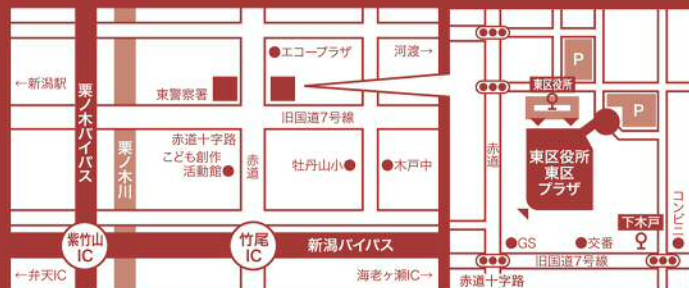 エコープラザ
河渡→
←新潟駅
東警察署
旧国道7号線
栗ノ木バイパス
栗ノ木川
赤道十字路
こども創作
活動館
赤道
牡丹山小
木戸中
紫竹山
IC
竹尾
IC
新潟バイパス
←弁天IC
海老ヶ瀬IC→
P
東区役所
P
赤道
東区役所
東区
プラザ
コンビニ
下木戸
GS
交番
旧国道7号線
赤道十字路